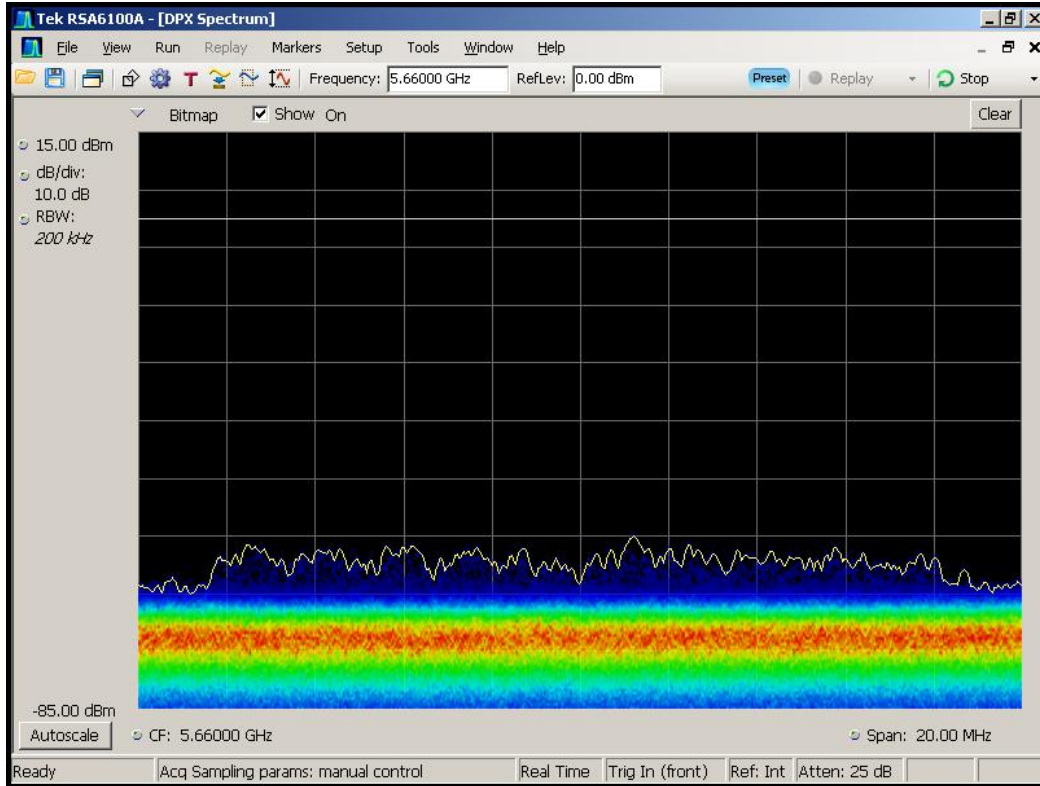 Tek RSA6100A - [DPX Spectrum]
File View Run Replay Markers Setup Tools Window Help
T Frequency: 5.66000 GHz RefLev: 0.00 dBm Preset Replay Stop
Bitmap Show On Clear
15.00 dBm
dB/div:
10.0 dB
RBW:
200 kHz
-85.00 dBm
Autoscale CF: 5.66000 GHz Span: 20.00 MHz
Ready Acq Sampling params: manual control Real Time Trig In (front) Ref: Int Atten: 25 dB